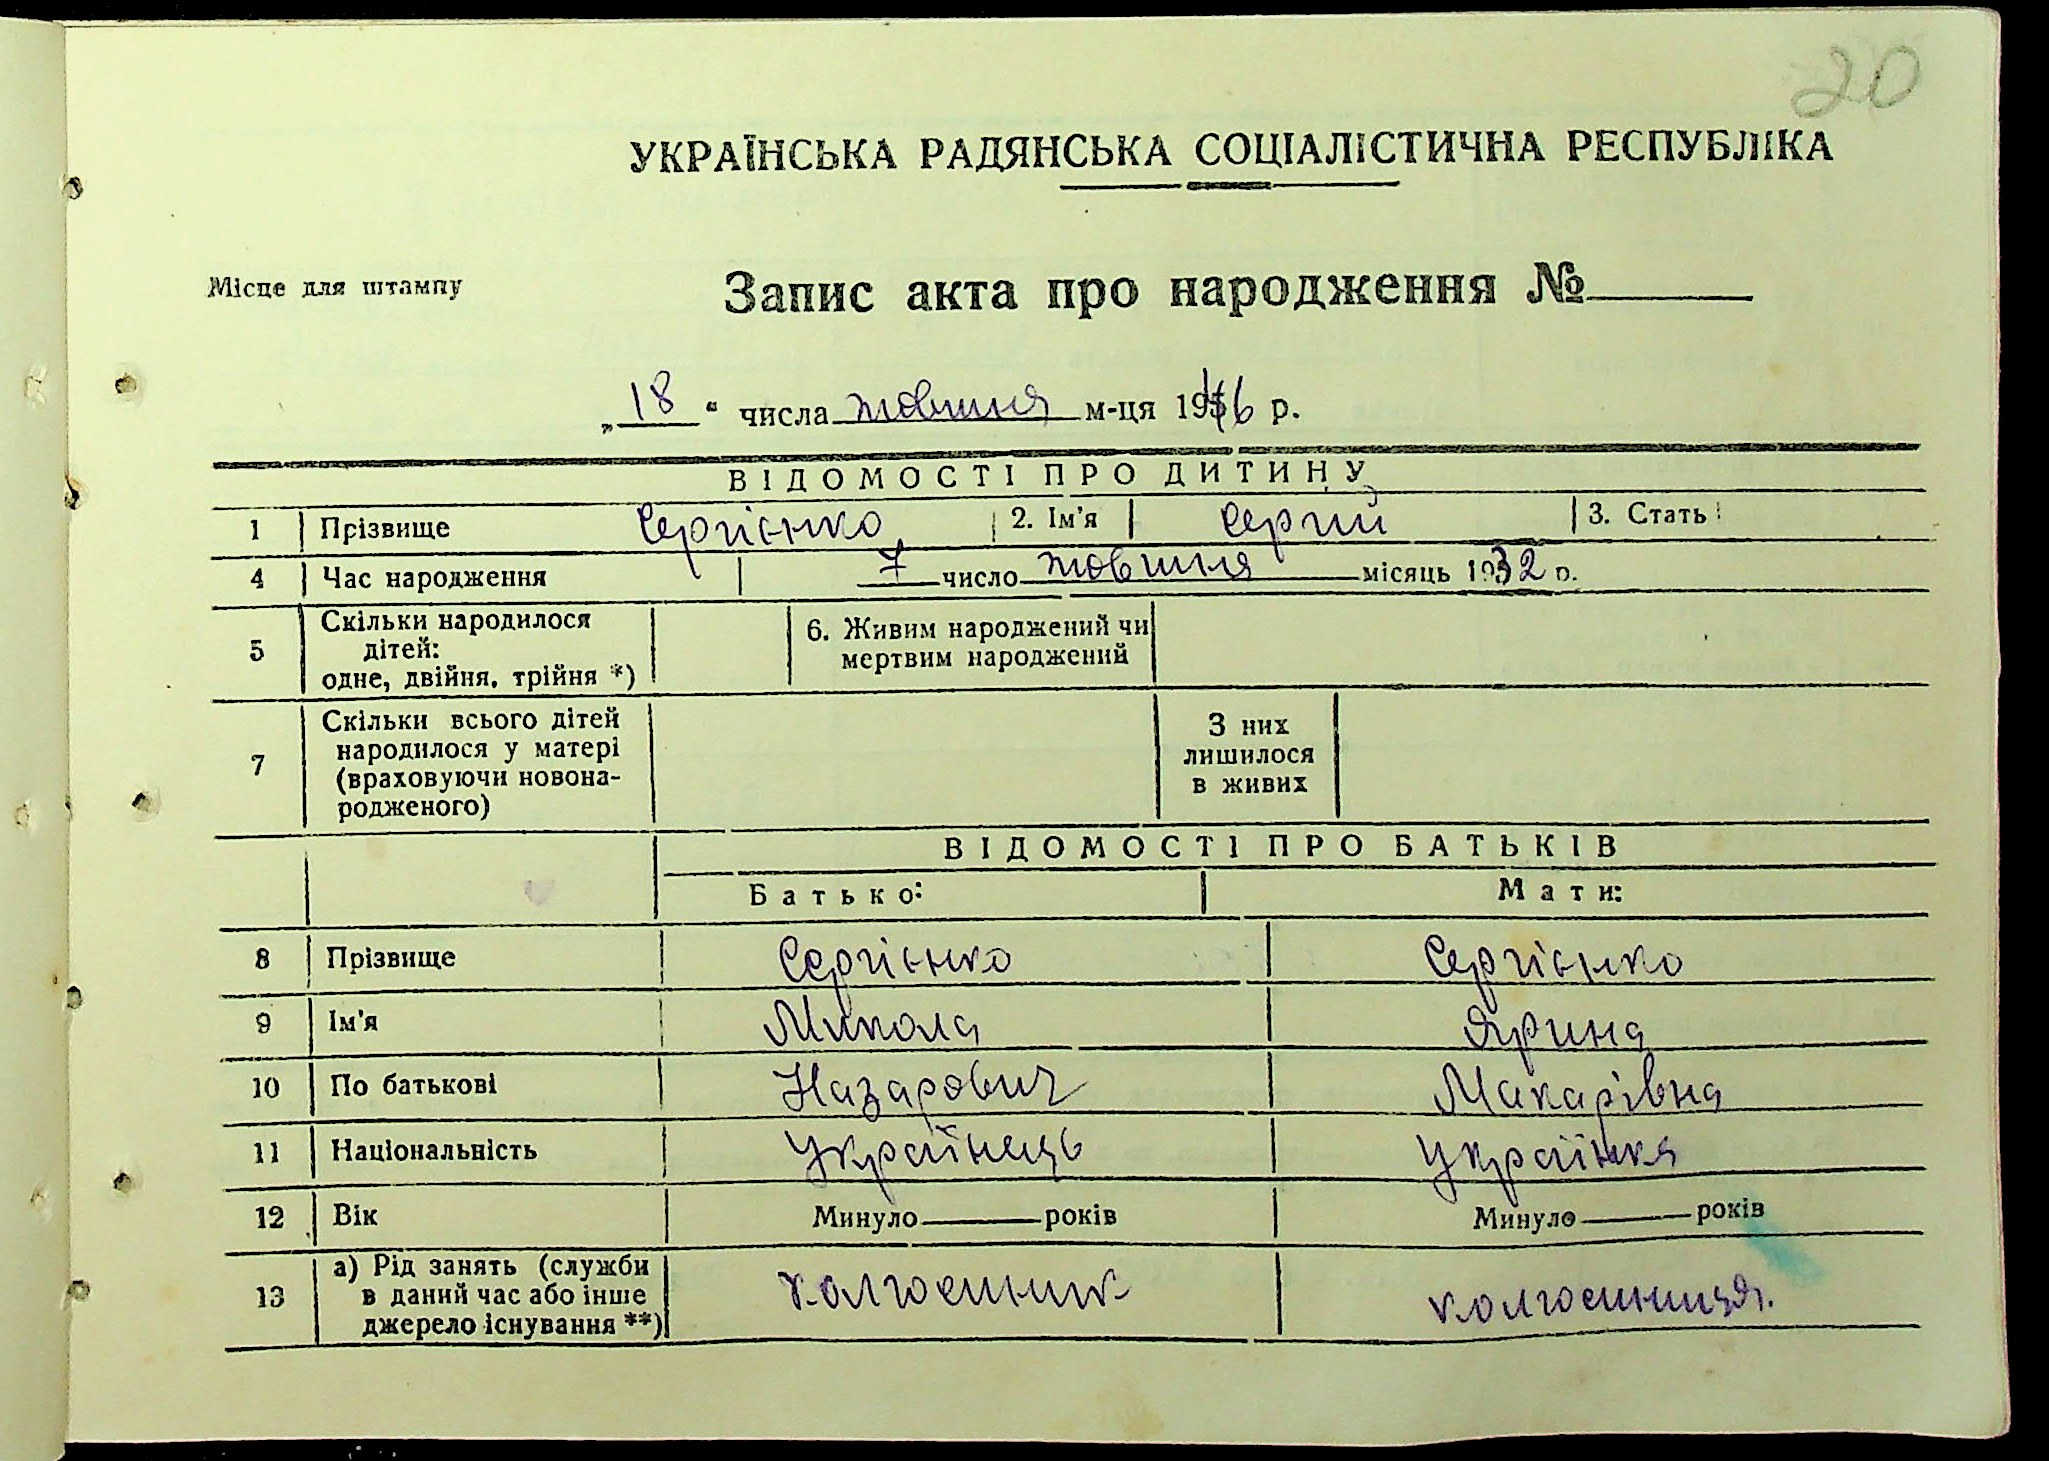 20
УКРАЇНСЬКА РАДЯНСЬКА СОЦІАЛІСТИЧНА РЕСПУБЛІКА
Місце для штампу
Запис акта про народження №
„18“ числа жовтня м-ця 1946 р.
ВІДОМОСТІ ПРО ДИТИНУ
1 Прізвище Сергієнко 2. Ім'я Сергій 3. Стать
4 Час народження 7 число жовтня місяць 1932 р.
5 Скільки народилося дітей: одне, двійня, трійня *) 6. Живим народжений чи мертвим народжений
7 Скільки всього дітей народилося у матері (враховуючи новонародженого) З них лишилося в живих
ВІДОМОСТІ ПРО БАТЬКІВ
Батько: Мати:
8 Прізвище Сергієнко Сергієнко
9 Ім'я Микола Ярина
10 По батькові Назарович Макарівна
11 Національність Українець Українка
12 Вік Минуло років Минуло років
13 а) Рід занять (служби в даний час або інше джерело існування **) колгоспник колгоспниця.